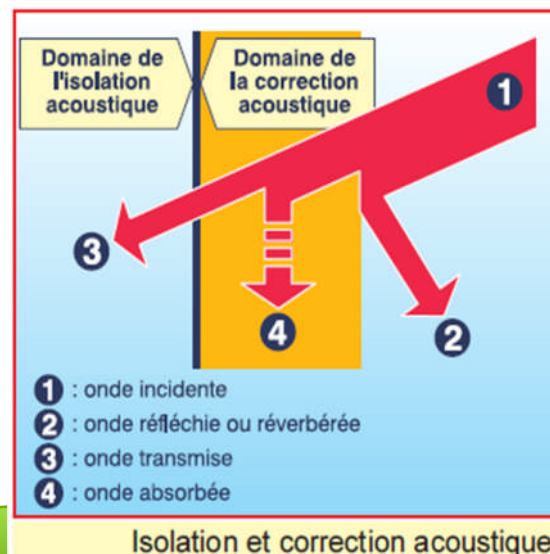 Domaine de
l'isolation
acoustique
Domaine de
la correction
acoustique
1
3
4
2
1 : onde incidente
2 : onde réfléchie ou réverbérée
3 : onde transmise
4 : onde absorbée
Isolation et correction acoustique